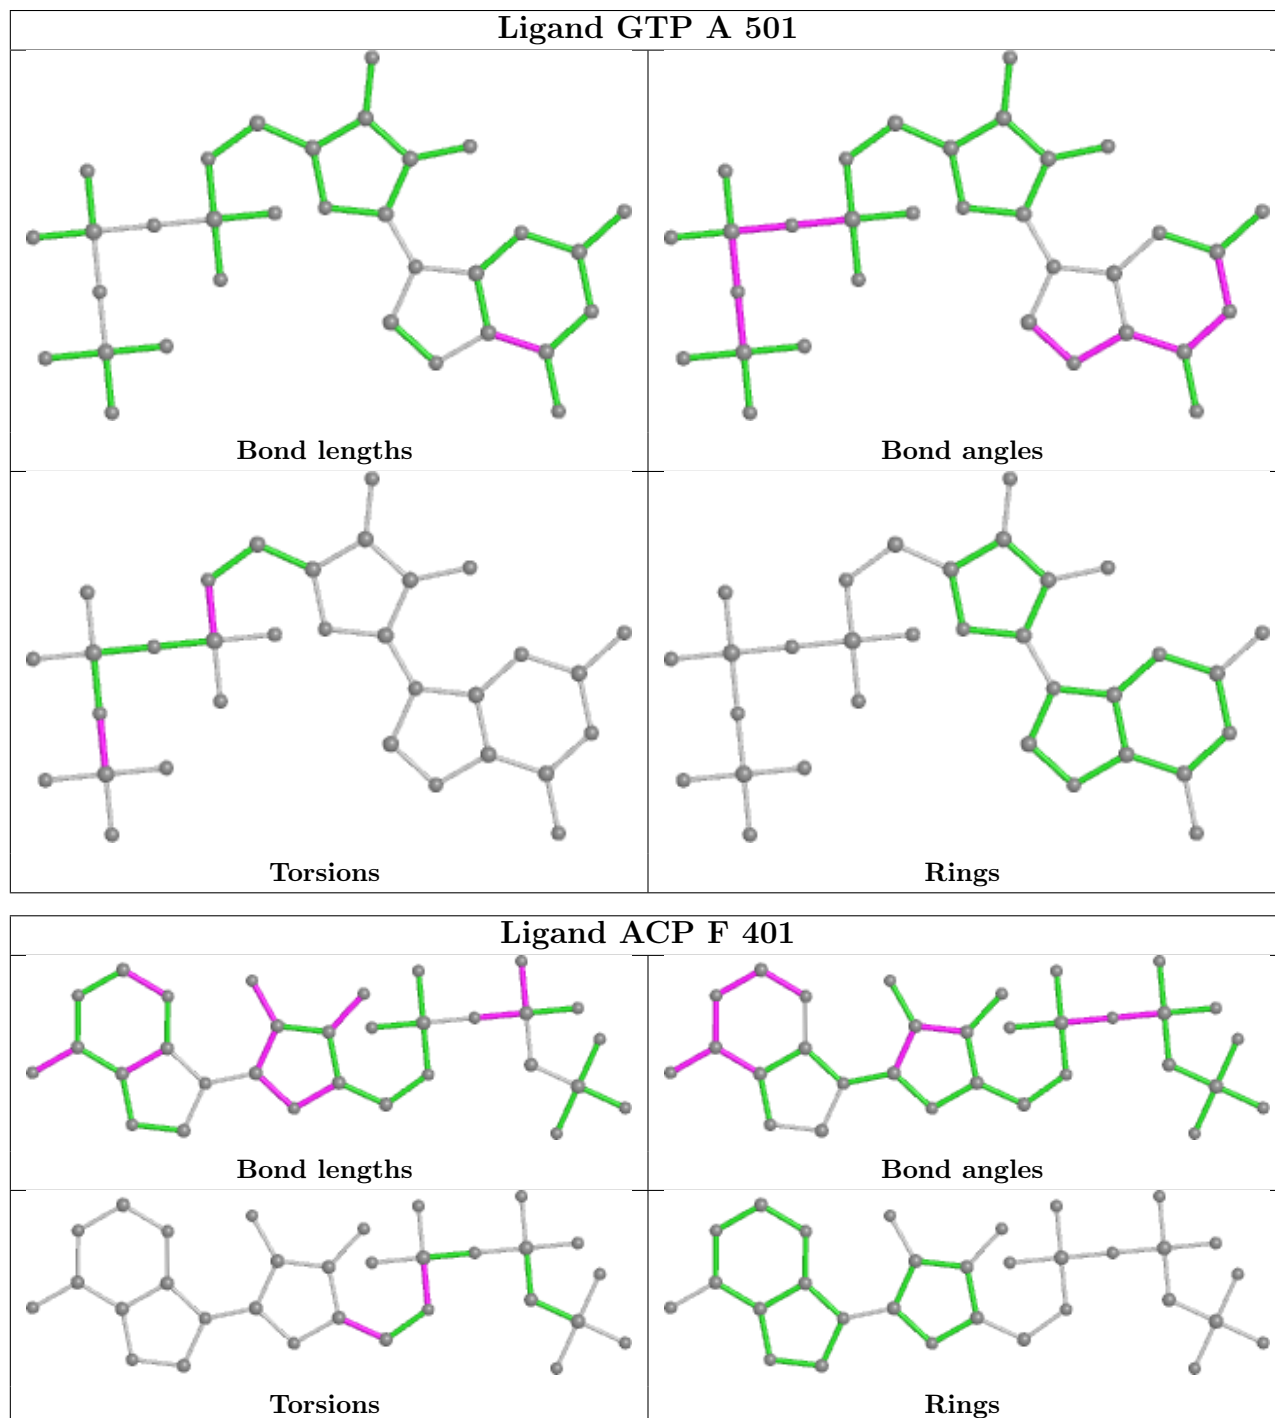 Ligand GTP A 501
Bond lengths
Bond angles
Torsions
Rings
Ligand ACP F 401
Bond lengths
Bond angles
Torsions
Rings